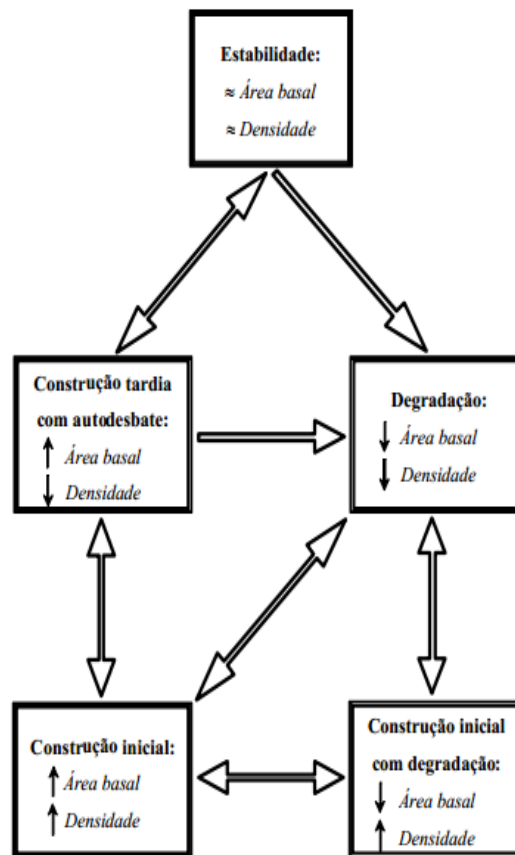 Estabilidade:
≈ Área basal
≈ Densidade
Construção tardia
com autodesbate:
↑ Área basal
↓ Densidade
Degradação:
↓ Área basal
↓ Densidade
Construção inicial:
↑ Área basal
↑ Densidade
Construção inicial
com degradação:
↓ Área basal
↑ Densidade